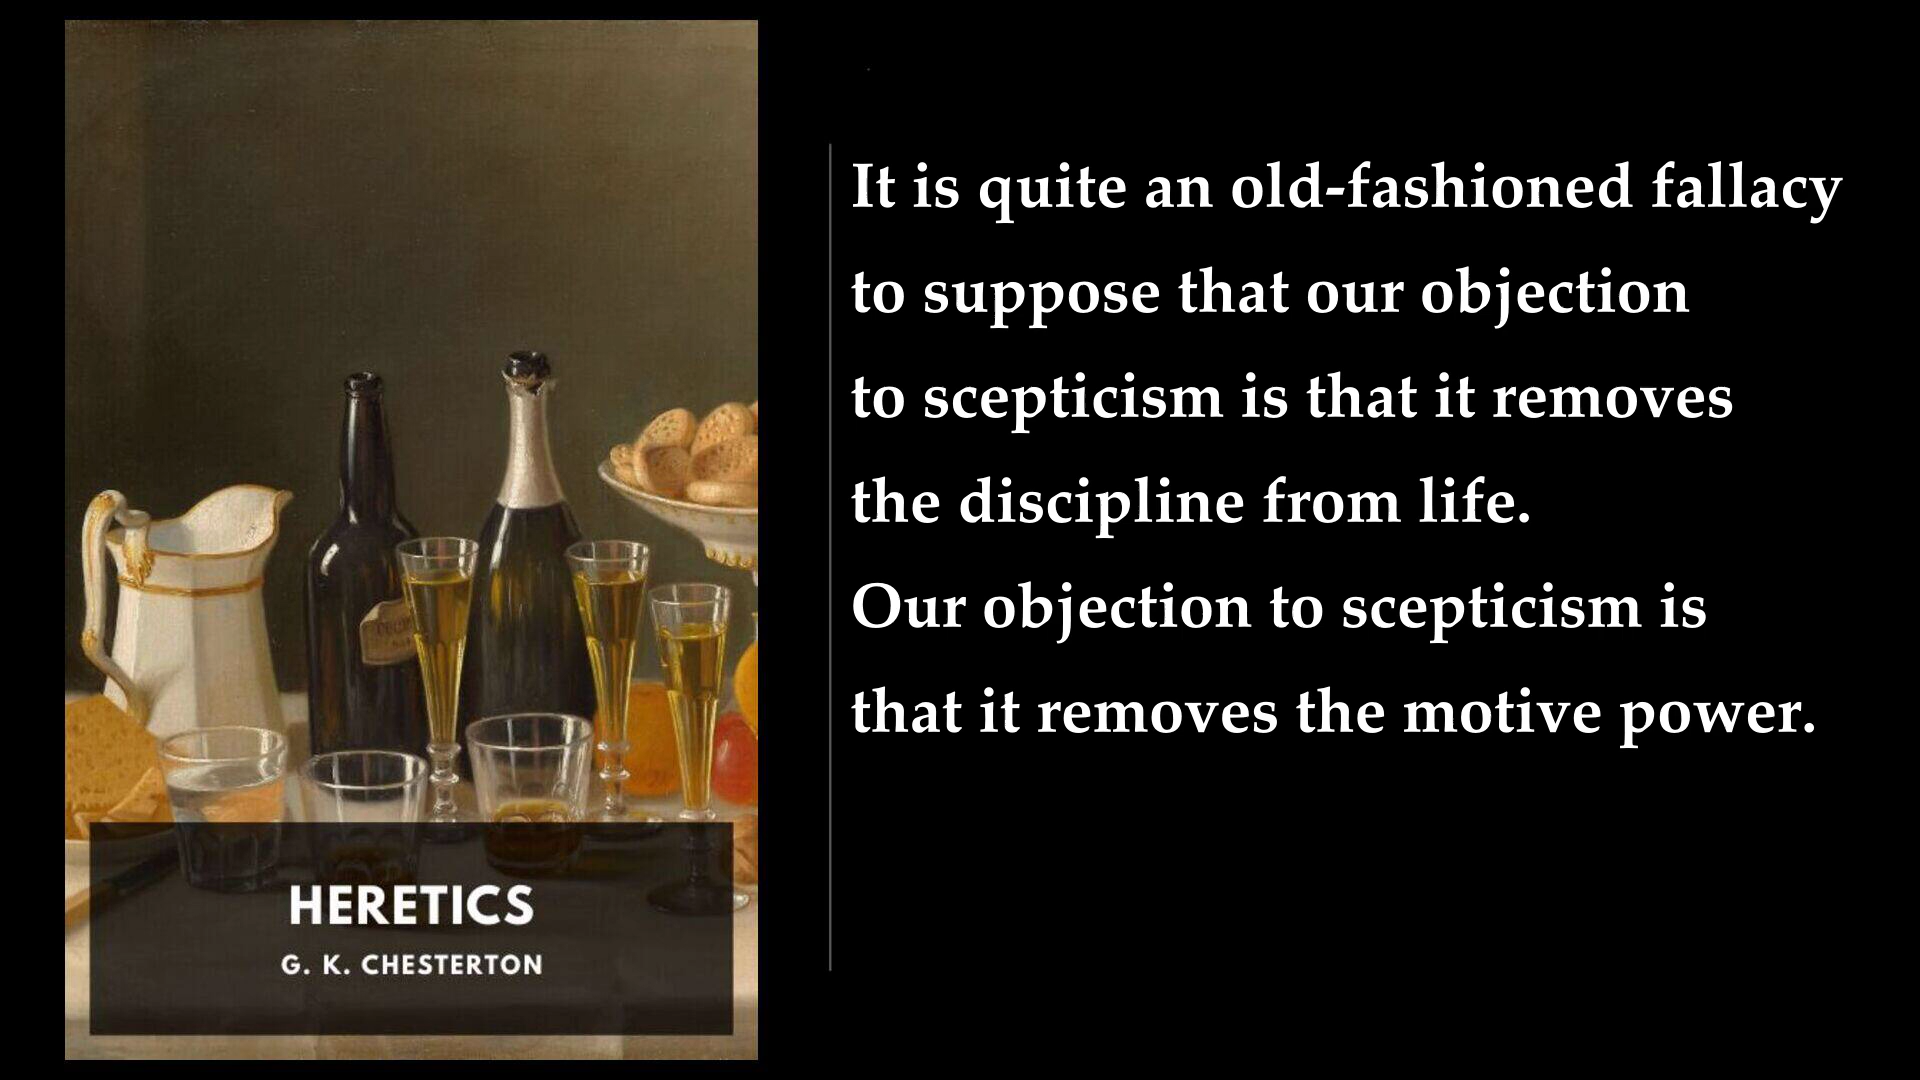 It is quite an old-fashioned fallacy
to suppose that our objection
to scepticism is that it removes
the discipline from life.
Our objection to scepticism is
that it removes the motive power.
HERETICS
G. K. CHESTERTON